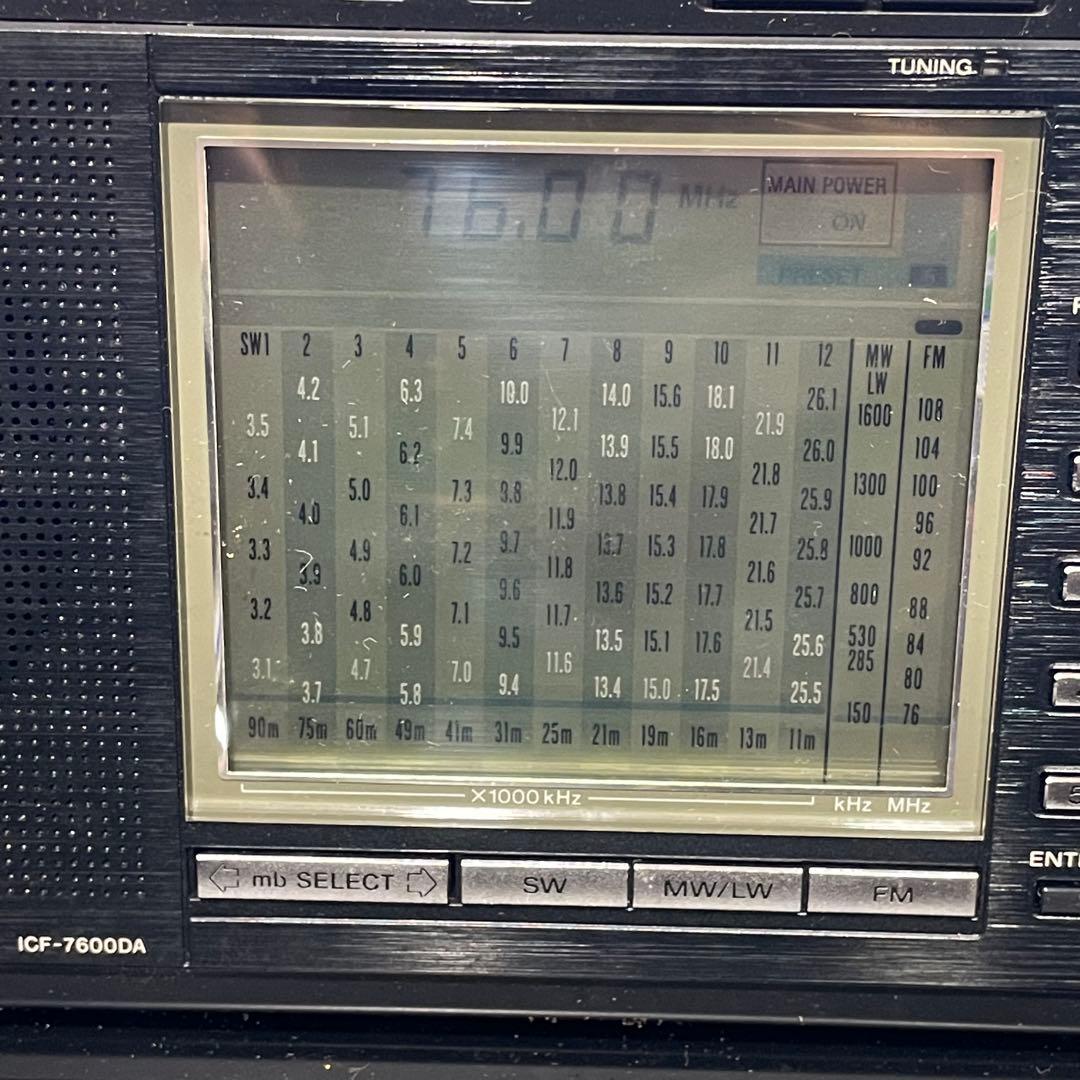 TUNING
76.00 MHz
MAIN POWER
ON
PRESET 5
SW1 2 3 4 5 6 7 8 9 10 11 12 MW FM
LW
4.2 6.3 10.0 14.0 15.6 18.1 26.1 1600 108
3.5 5.1 7.4 12.1 21.9
4.1 6.2 9.9 13.9 15.5 18.0 26.0 104
3.4 5.0 7.3 9.8 12.0 13.8 15.4 17.9 21.8 25.9 1300 100
4.0 6.1 11.9 21.7 96
3.3 4.9 7.2 9.7 11.8 13.7 15.3 17.8 25.8 1000 92
3.9 6.0 9.6 13.6 15.2 17.7 21.6 25.7 800
3.2 4.8 7.1 11.7 21.5 88
3.8 5.9 9.5 13.5 15.1 17.6 25.6 530 84
3.1 4.7 7.0 11.6 21.4 285 80
3.7 5.8 9.4 13.4 15.0 17.5 25.5 150 76
90m 75m 60m 49m 41m 31m 25m 21m 19m 16m 13m 11m
X1000 kHz kHz MHz
mb SELECT SW MW/LW FM
ICF-7600DA